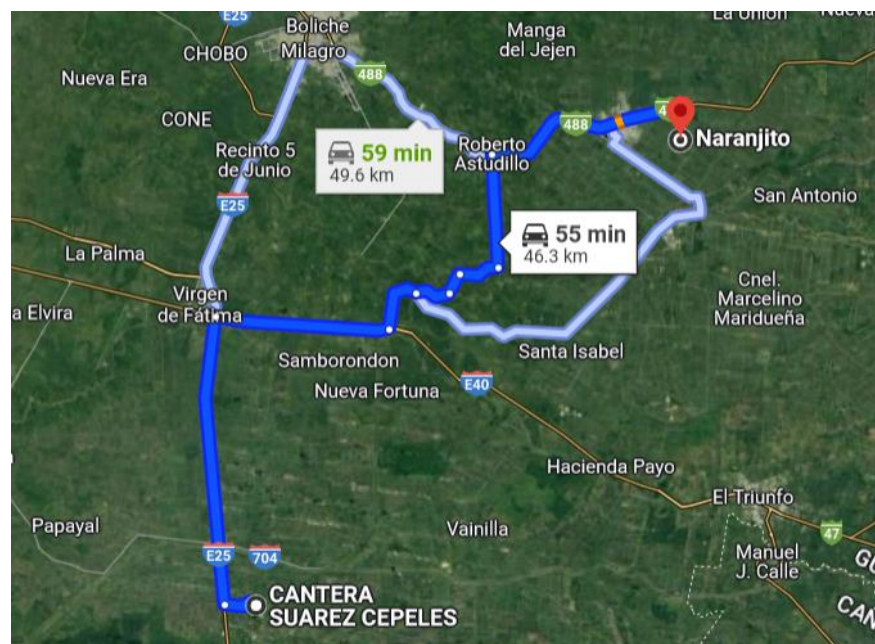 E25
Boliche
La Union
Manga
del Jejen
CHOBO
Milagro
488
Nueva Era
CONE
488
Naranjito
Recinto 5
de Junio
59 min
49.6 km
Roberto
Astudillo
E25
San Antonio
55 min
46.3 km
La Palma
Virgen
de Fátima
a Elvira
Cnel.
Marcelino
Maridueña
Samborondon
Santa Isabel
Nueva Fortuna
E40
Hacienda Payo
El Triunfo
Papayal
Vainilla
47
Manuel
J. Calle
E25
704
CANTERA
SUAREZ CEPELES
GU
CAÑ